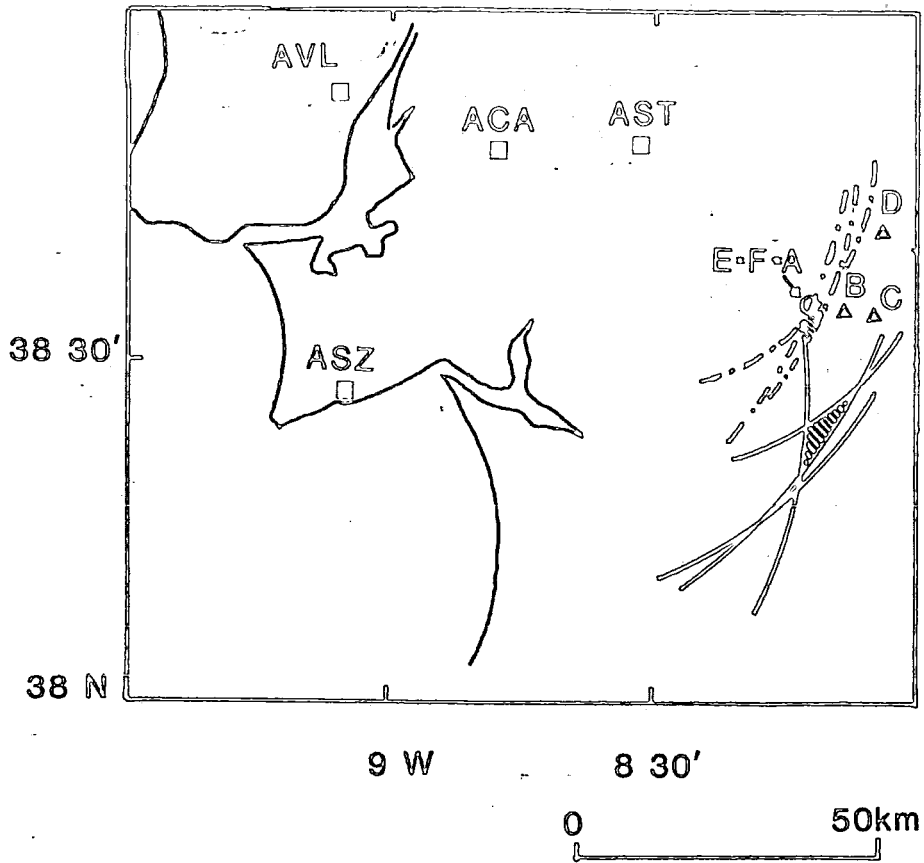 AVL
ACA
AST
D
E·F·A
B
C
38 30'
ASZ
38 N
9 W
8 30'
0
50km